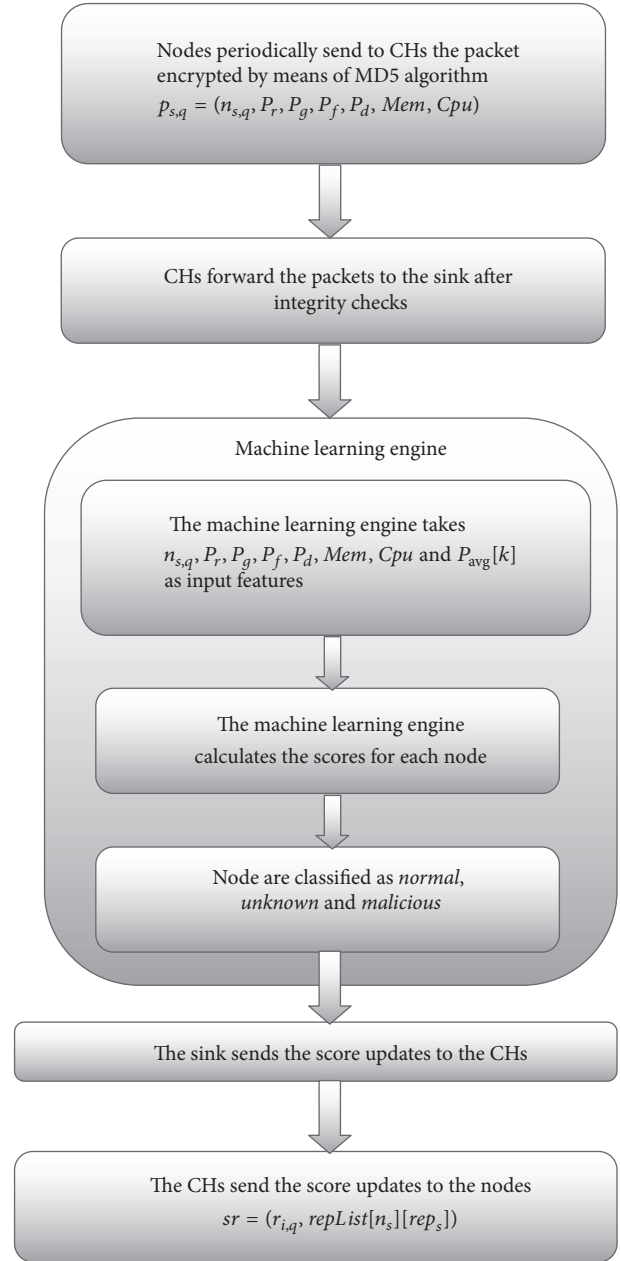 Nodes periodically send to CHs the packet
encrypted by means of MD5 algorithm
p_{s,q} = (n_{s,q}, P_r, P_g, P_f, P_d, Mem, Cpu)
CHs forward the packets to the sink after
integrity checks
Machine learning engine
The machine learning engine takes
n_{s,q}, P_r, P_g, P_f, P_d, Mem, Cpu and P_{avg}[k]
as input features
The machine learning engine
calculates the scores for each node
Node are classified as normal,
unknown and malicious
The sink sends the score updates to the CHs
The CHs send the score updates to the nodes
sr = (r_{i,q}, repList[n_s][rep_s])